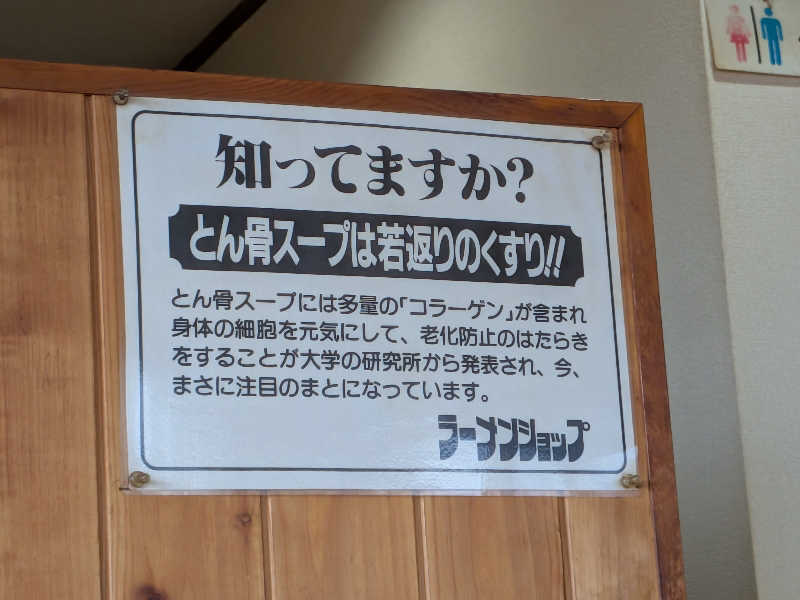 知ってますか?
とん骨スープは若返りのくすり!!
とん骨スープには多量の「コラーゲン」が含まれ
身体の細胞を元気にして、老化防止のはたらき
をすることが大学の研究所から発表され、今、
まさに注目のまとになっています。
ラーメンショップ